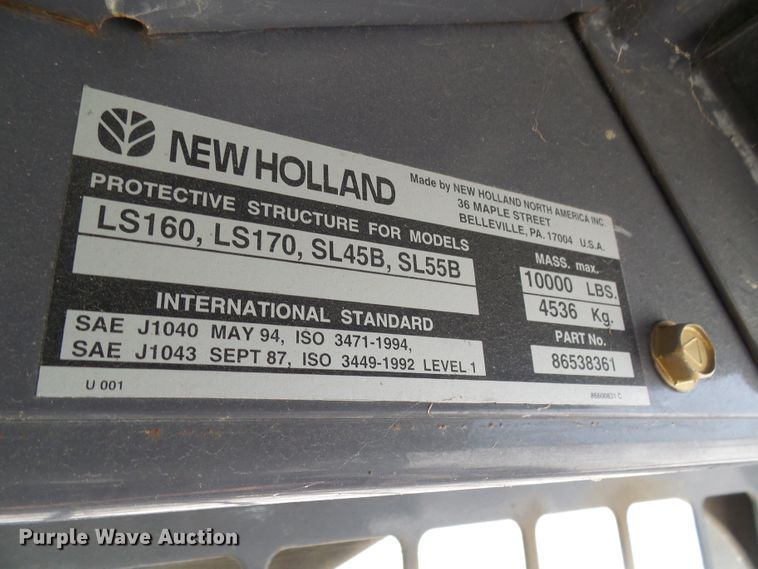 NEW HOLLAND
Made by NEW HOLLAND NORTH AMERICA INC.
36 MAPLE STREET
BELLEVILLE, PA. 17004 U.S.A.
PROTECTIVE STRUCTURE FOR MODELS
LS160, LS170, SL45B, SL55B
MASS. max.
10000 LBS.
4536 Kg.
INTERNATIONAL STANDARD
SAE J1040 MAY 94, ISO 3471-1994,
SAE J1043 SEPT 87, ISO 3449-1992 LEVEL 1
PART No.
86538361
U 001
86600831 C
Purple Wave Auction